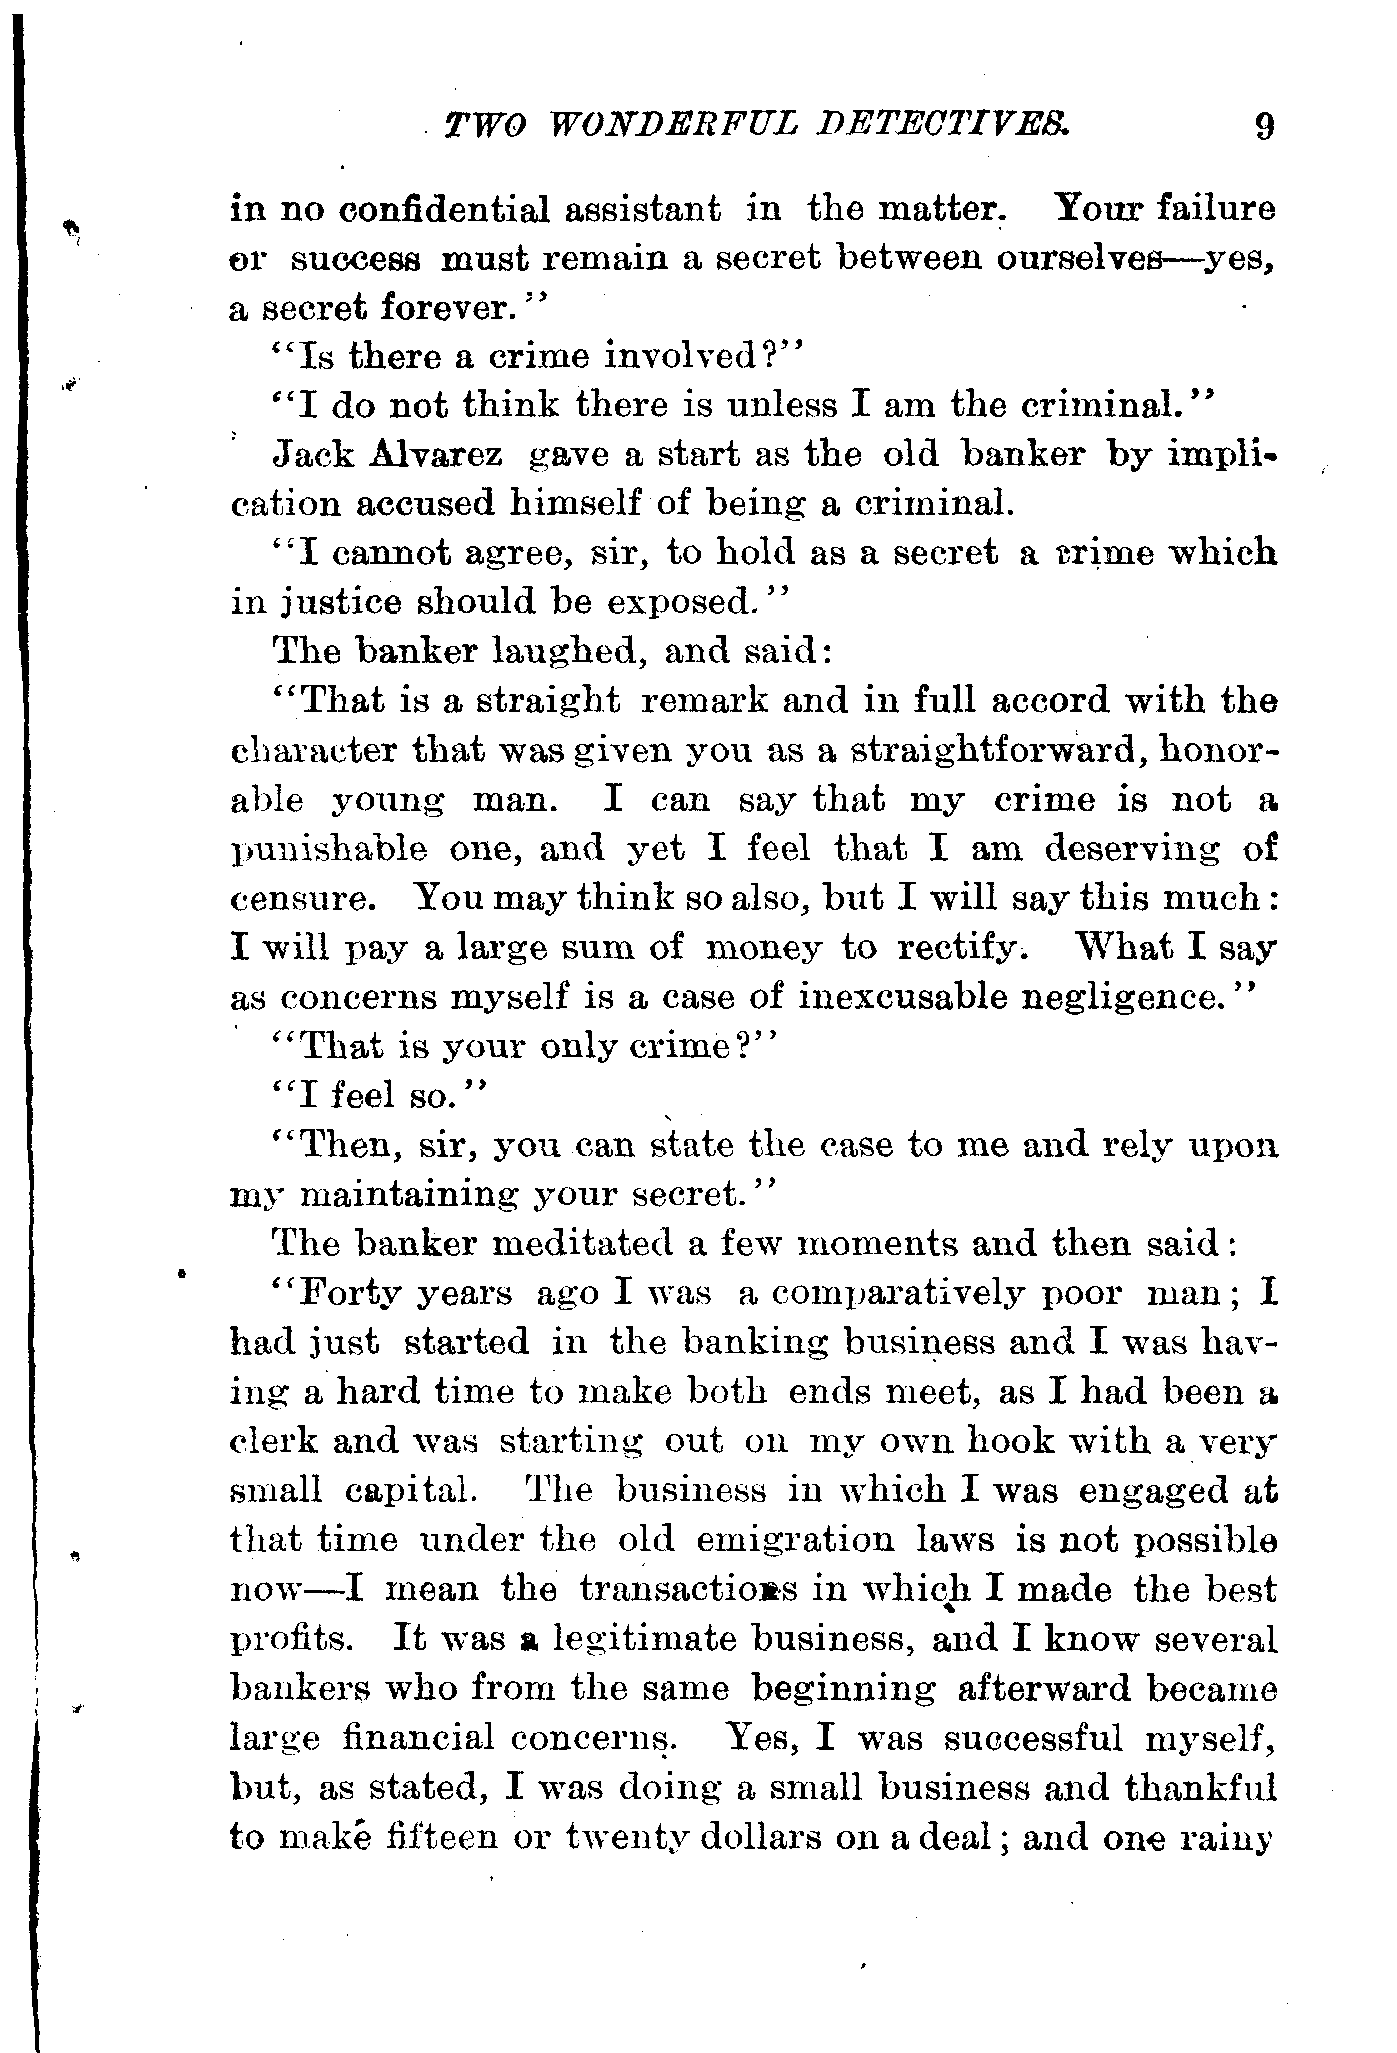 TWO WONDERFUL DETECTIVES. 9
in no confidential assistant in the matter. Your failure
or success must remain a secret between ourselves—yes,
a secret forever."
"Is there a crime involved?"
"I do not think there is unless I am the criminal."
Jack Alvarez gave a start as the old banker by impli-
cation accused himself of being a criminal.
"I cannot agree, sir, to hold as a secret a crime which
in justice should be exposed."
The banker laughed, and said:
"That is a straight remark and in full accord with the
character that was given you as a straightforward, honor-
able young man. I can say that my crime is not a
punishable one, and yet I feel that I am deserving of
censure. You may think so also, but I will say this much:
I will pay a large sum of money to rectify. What I say
as concerns myself is a case of inexcusable negligence."
"That is your only crime?"
"I feel so."
"Then, sir, you can state the case to me and rely upon
my maintaining your secret."
The banker meditated a few moments and then said:
"Forty years ago I was a comparatively poor man; I
had just started in the banking business and I was hav-
ing a hard time to make both ends meet, as I had been a
clerk and was starting out on my own hook with a very
small capital. The business in which I was engaged at
that time under the old emigration laws is not possible
now—I mean the transactions in which I made the best
profits. It was a legitimate business, and I know several
bankers who from the same beginning afterward became
large financial concerns. Yes, I was successful myself,
but, as stated, I was doing a small business and thankful
to make fifteen or twenty dollars on a deal; and one rainy